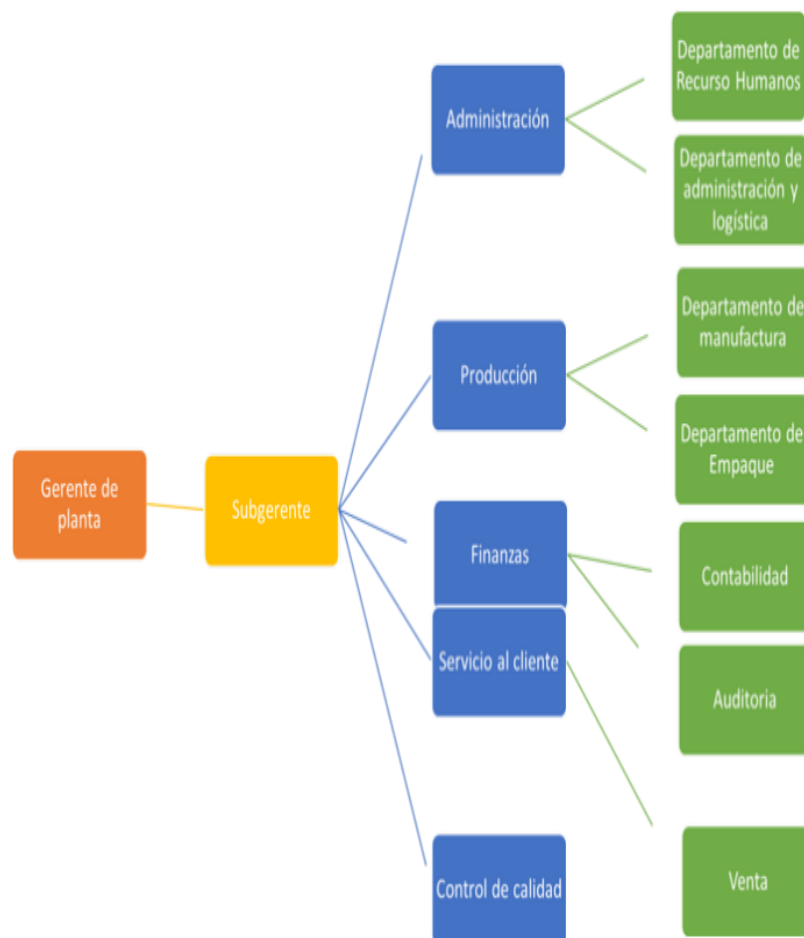 Gerente de
planta
Subgerente
Administración
Producción
Finanzas
Servicio al cliente
Control de calidad
Departamento de
Recurso Humanos
Departamento de
administración y
logística
Departamento de
manufactura
Departamento de
Empaque
Contabilidad
Auditoria
Venta